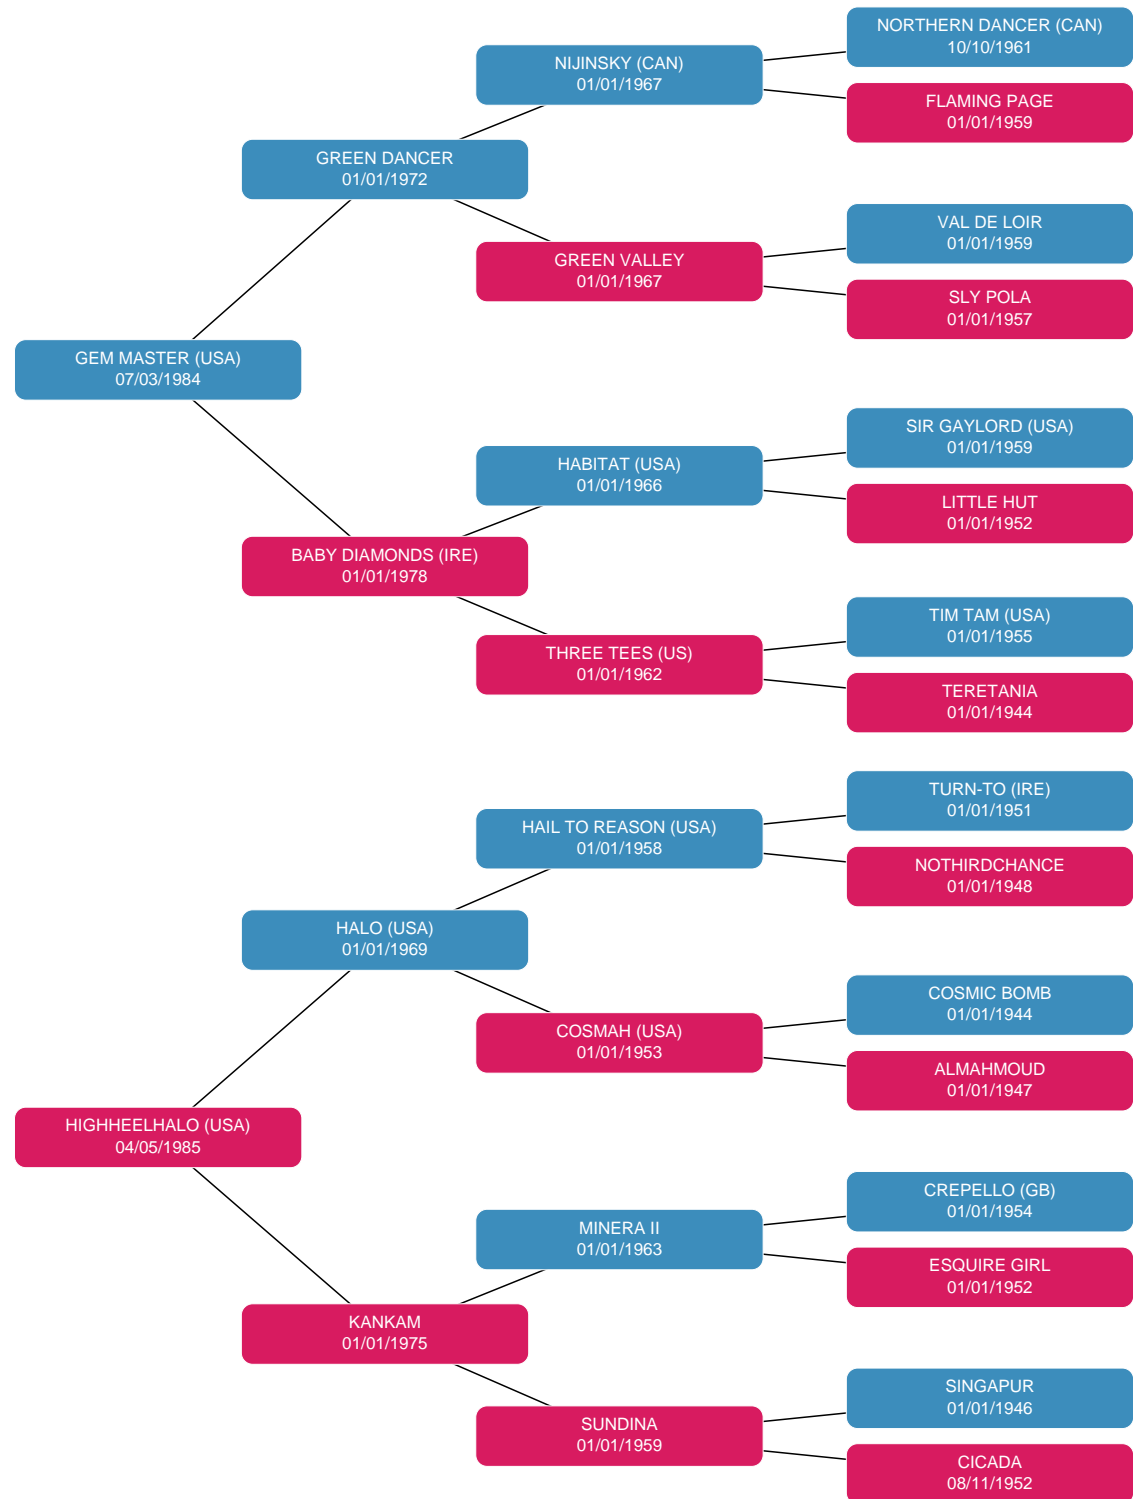 NORTHERN DANCER (CAN)
10/10/1961
NIJINSKY (CAN)
01/01/1967
FLAMING PAGE
01/01/1959
GREEN DANCER
01/01/1972
VAL DE LOIR
01/01/1959
GREEN VALLEY
01/01/1967
SLY POLA
01/01/1957
GEM MASTER (USA)
07/03/1984
SIR GAYLORD (USA)
01/01/1959
HABITAT (USA)
01/01/1966
LITTLE HUT
01/01/1952
BABY DIAMONDS (IRE)
01/01/1978
TIM TAM (USA)
01/01/1955
THREE TEES (US)
01/01/1962
TERETANIA
01/01/1944
TURN-TO (IRE)
01/01/1951
HAIL TO REASON (USA)
01/01/1958
NOTHIRDCHANCE
01/01/1948
HALO (USA)
01/01/1969
COSMIC BOMB
01/01/1944
COSMAH (USA)
01/01/1953
ALMAHMOUD
01/01/1947
HIGHHEELHALO (USA)
04/05/1985
CREPELLO (GB)
01/01/1954
MINERA II
01/01/1963
ESQUIRE GIRL
01/01/1952
KANKAM
01/01/1975
SINGAPUR
01/01/1946
SUNDINA
01/01/1959
CICADA
08/11/1952